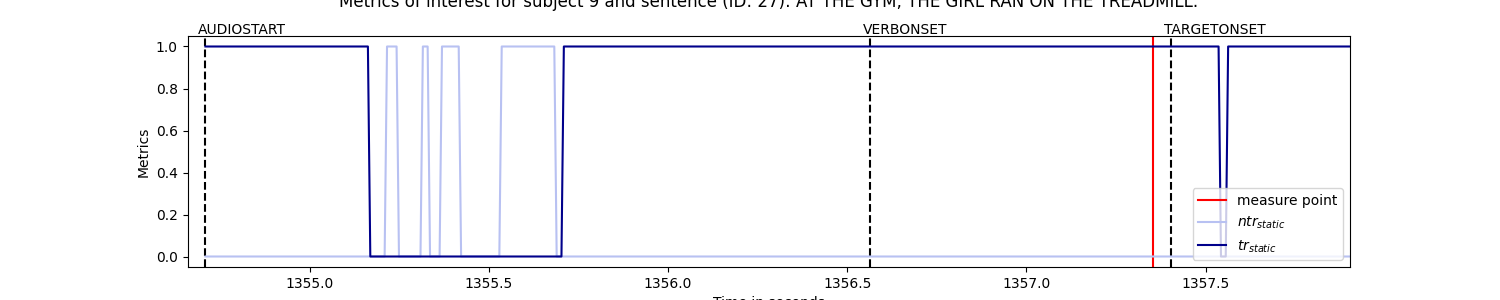 Metrics of interest for subject 9 and sentence (ID: 27): AT THE GYM, THE GIRL RAN ON THE TREADMILL.
AUDIOSTART VERBONSET TARGETONSET
1.0
0.8
0.6
0.4
0.2
0.0
Metrics
measure point
ntr_static
tr_static
1355.0 1355.5 1356.0 1356.5 1357.0 1357.5
Time in seconds